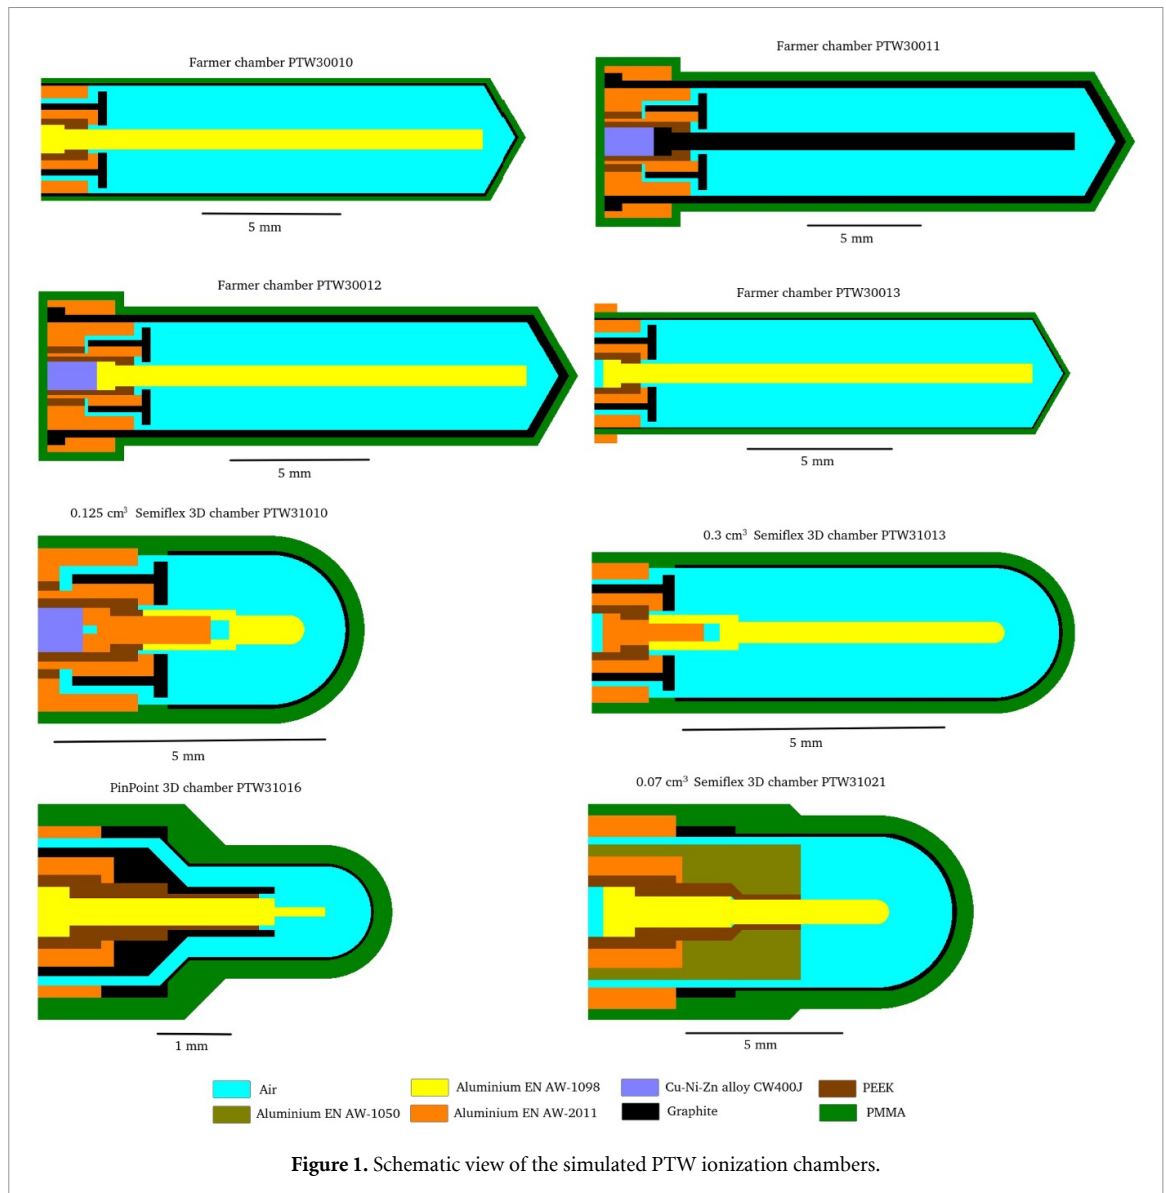 Farmer chamber PTW30010
Farmer chamber PTW30011
5 mm
5 mm
Farmer chamber PTW30012
Farmer chamber PTW30013
5 mm
5 mm
0.125 cm³ Semiflex 3D chamber PTW31010
0.3 cm³ Semiflex 3D chamber PTW31013
5 mm
5 mm
PinPoint 3D chamber PTW31016
0.07 cm³ Semiflex 3D chamber PTW31021
1 mm
5 mm
Air
Aluminium EN AW-1098
Cu-Ni-Zn alloy CW400J
PEEK
Aluminium EN AW-1050
Aluminium EN AW-2011
Graphite
PMMA
Figure 1. Schematic view of the simulated PTW ionization chambers.